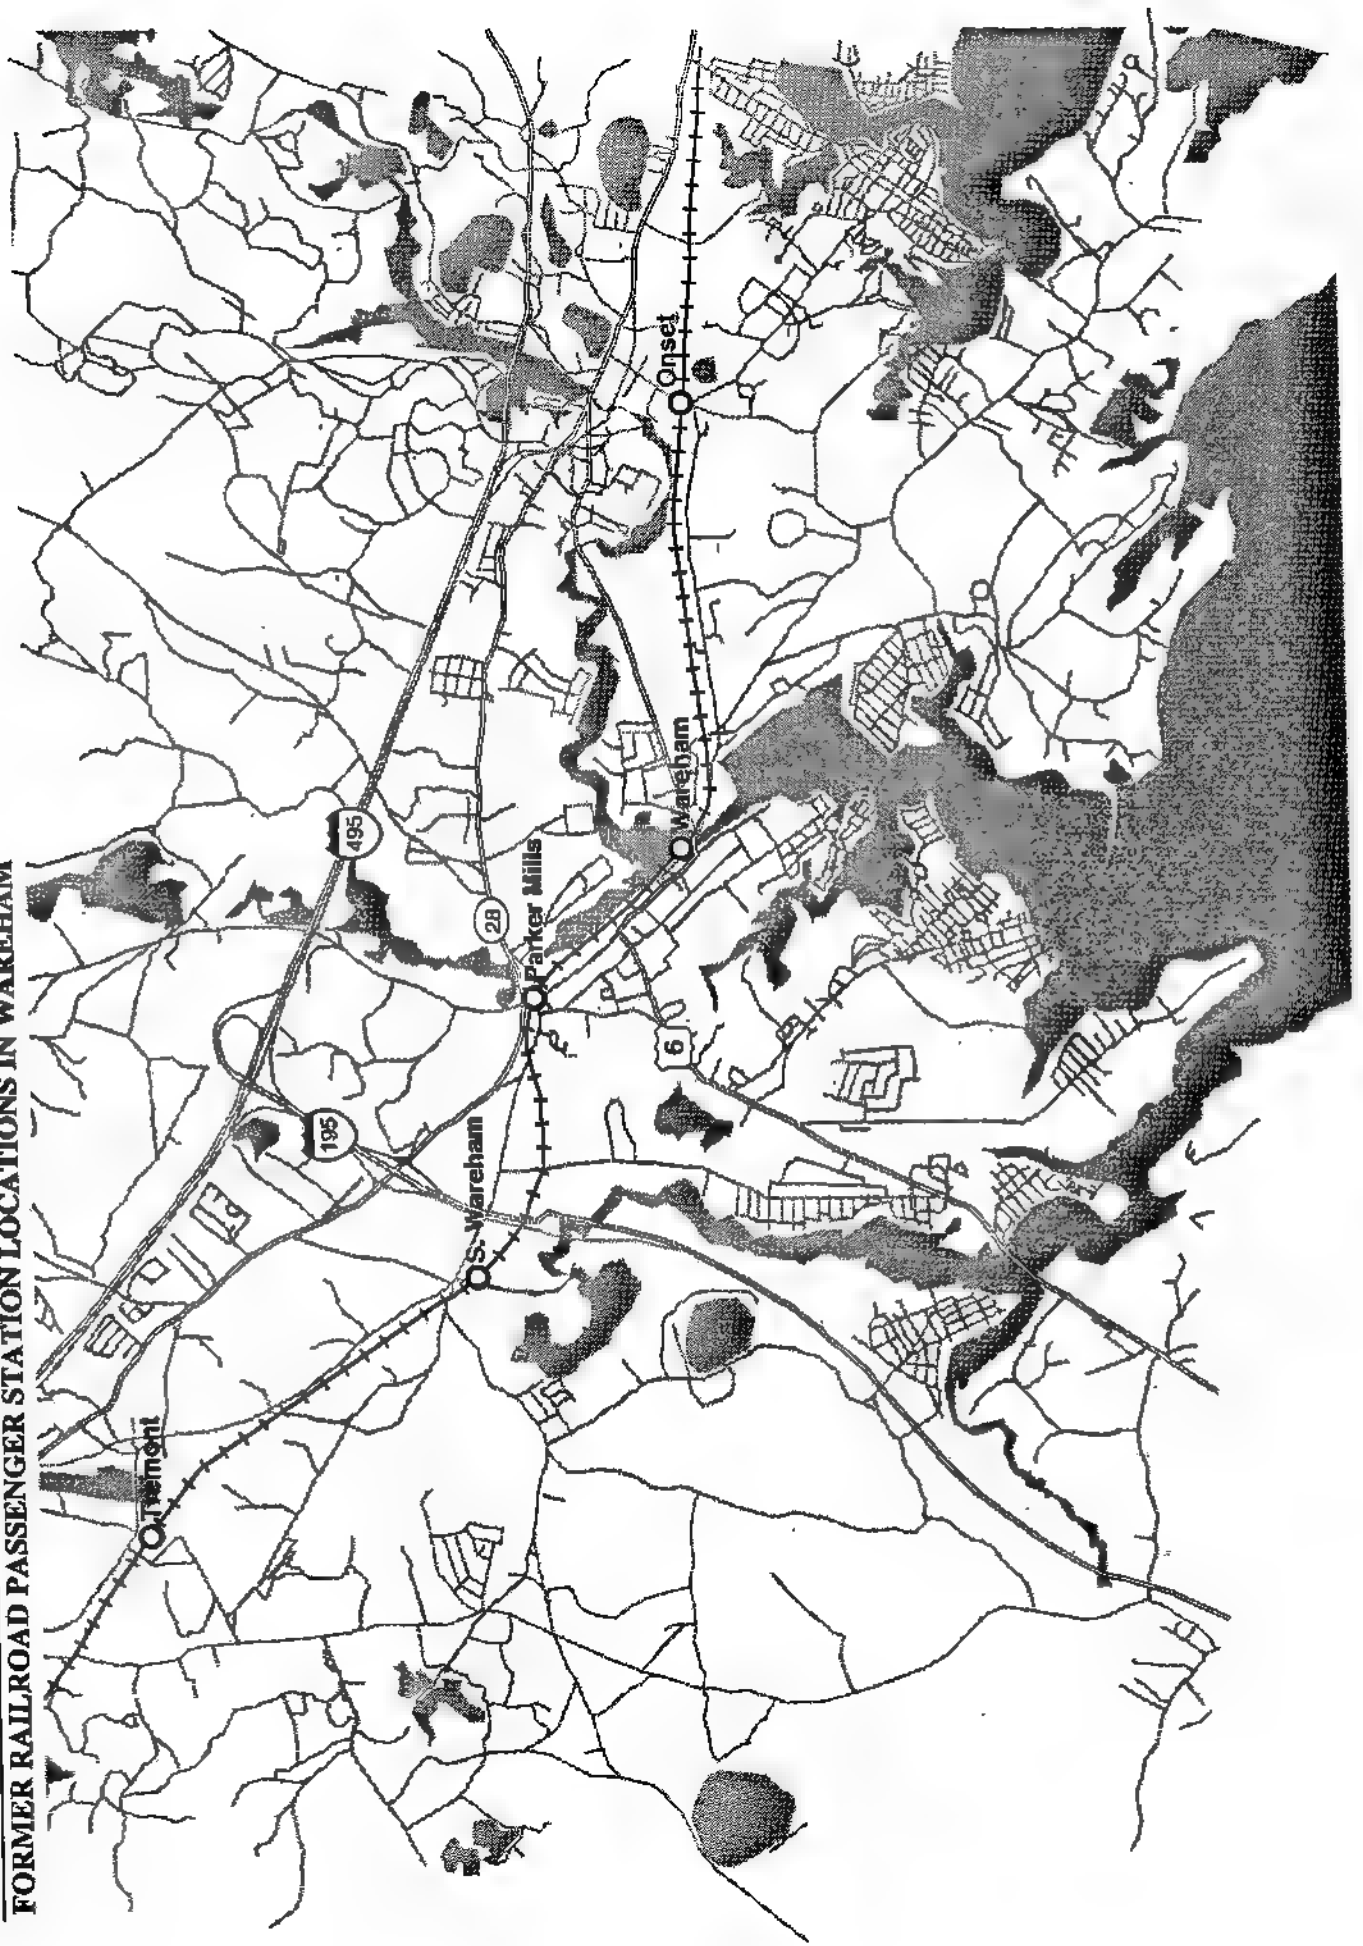 FORMER RAILROAD PASSENGER STATION LOCATIONS IN WAREHAM
Tremont
195
S. Wareham
495
28
Parker Mills
6
Wareham
Onset